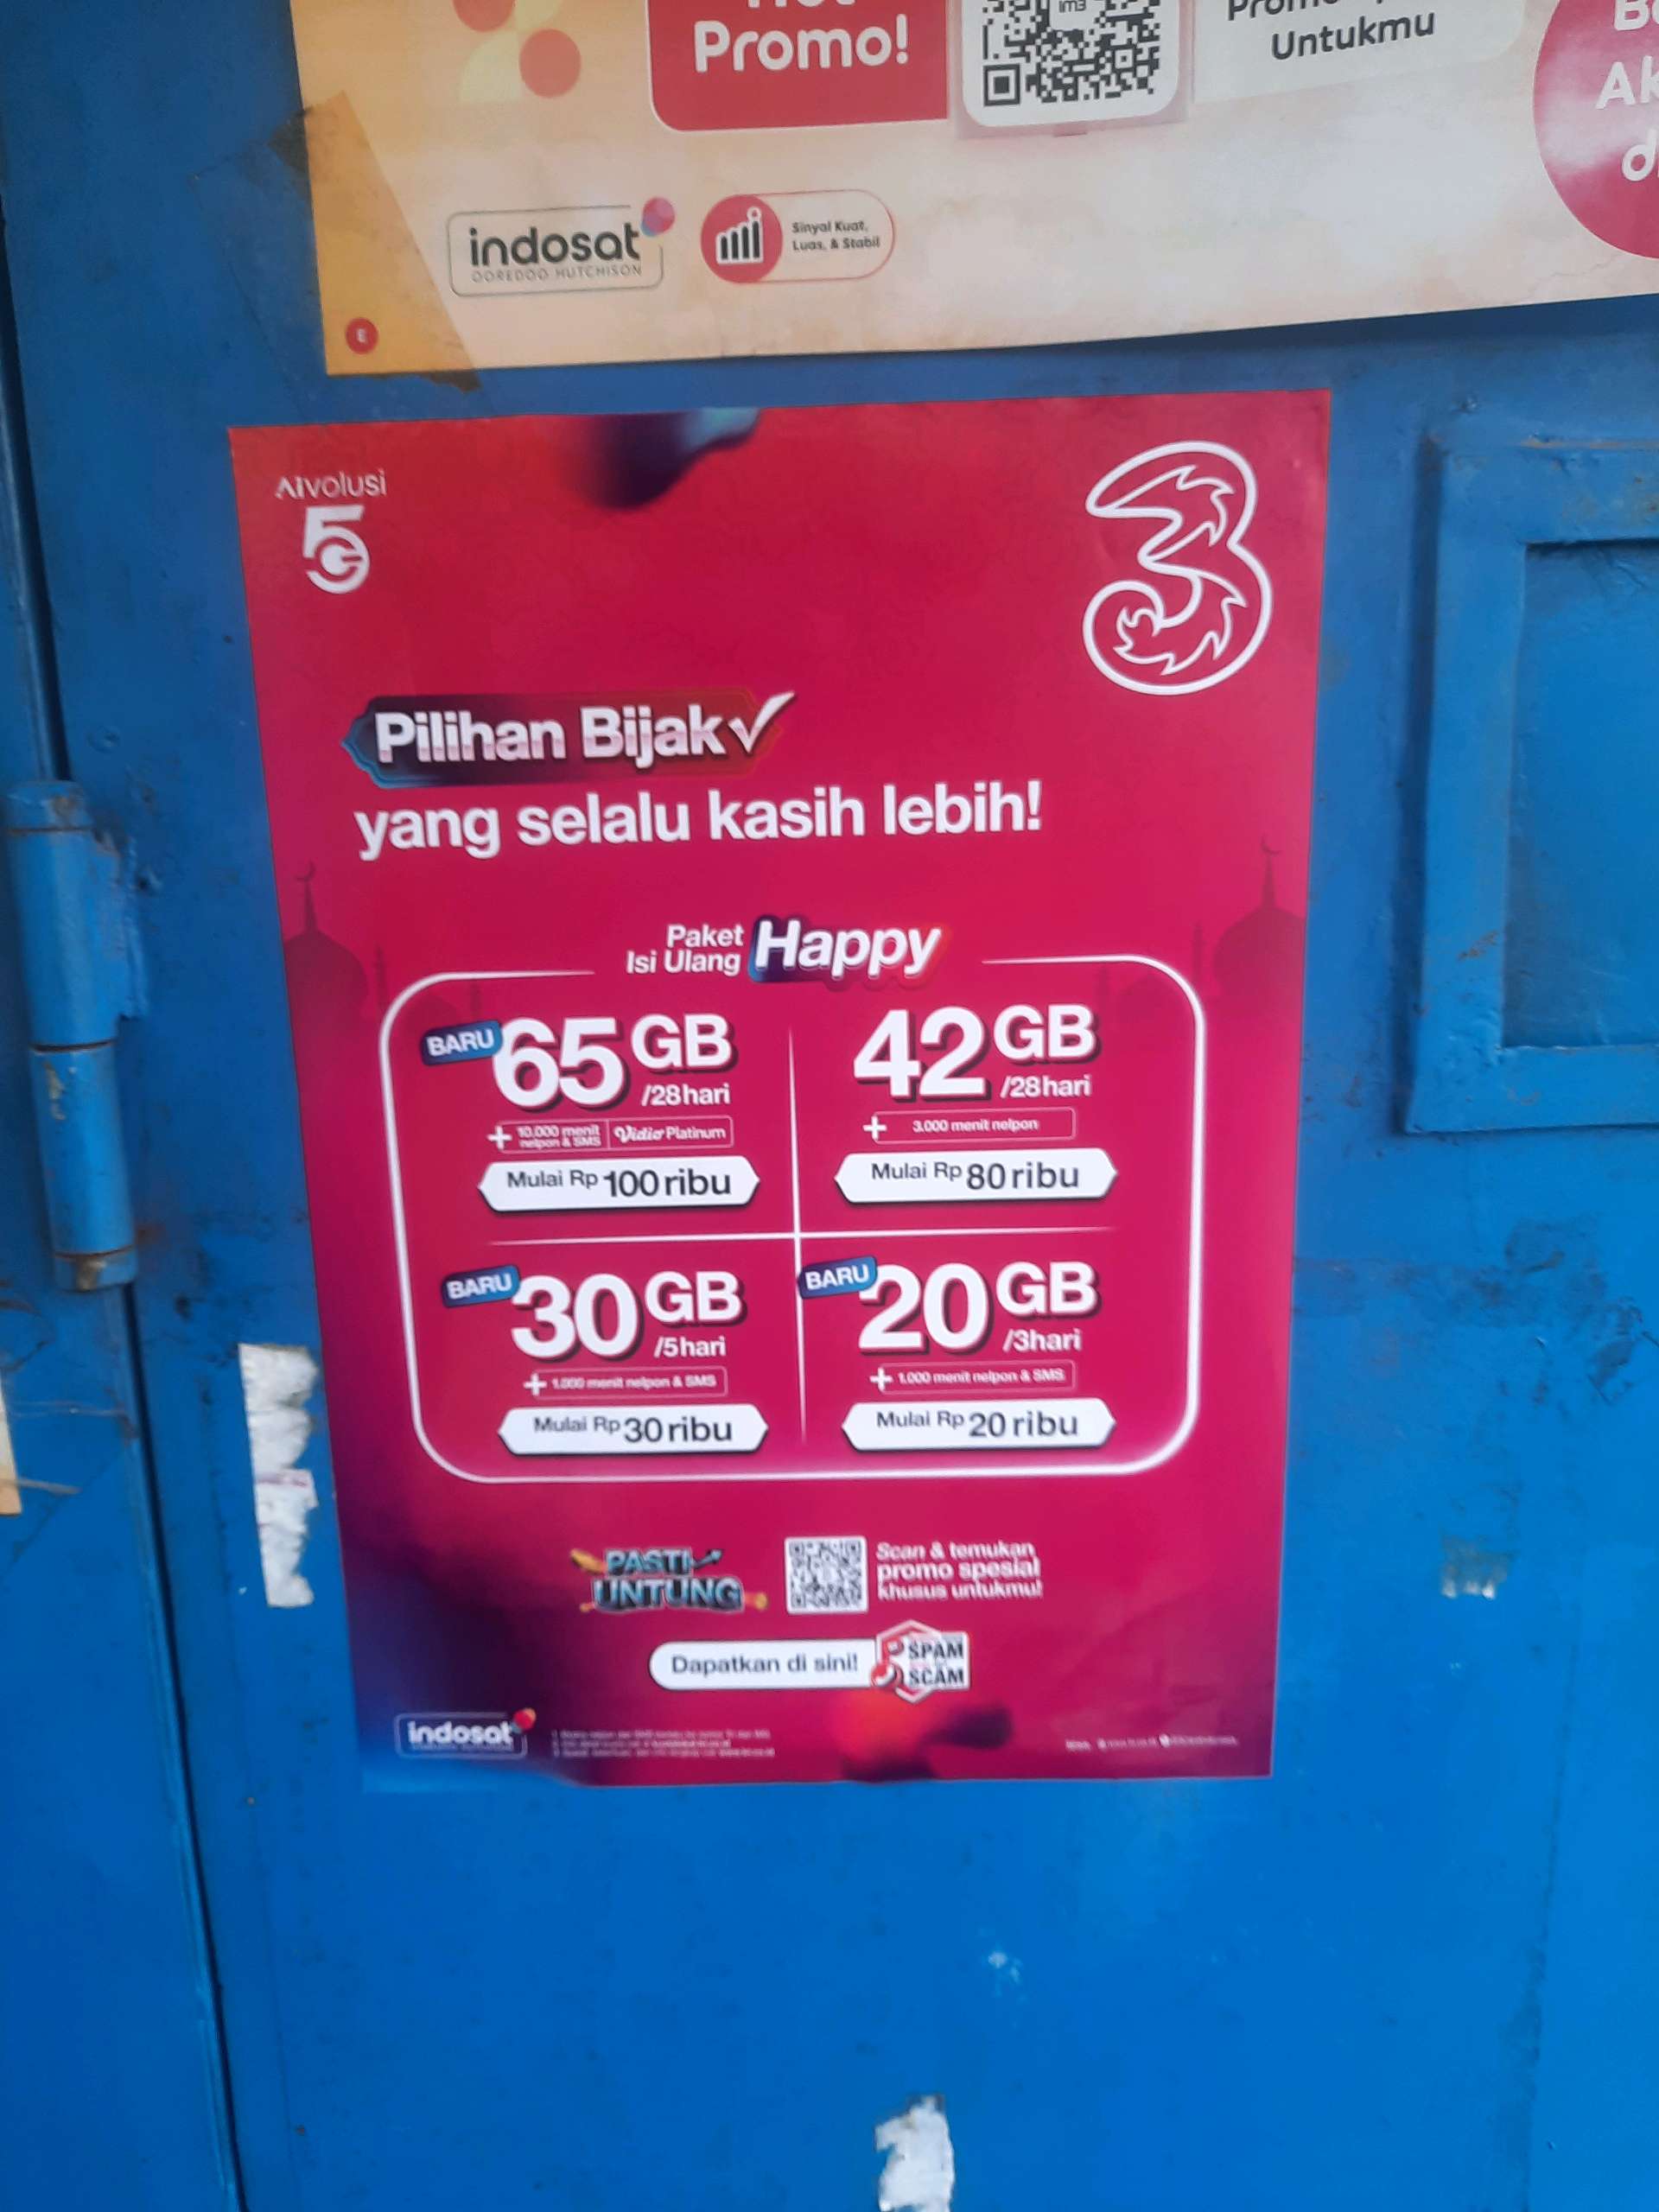 Promo!
im3
Untukmu
indosat
OOREDOO HUTCHISON
Sinyal Kuat,
Luas, & Stabil
E
AIvolusi
5G
3
Pilihan Bijak
yang selalu kasih lebih!
Paket
Isi Ulang
Happy
BARU
65 GB
/28hari
+ 10.000 menit
nelpon & SMS
Vidio Platinum
Mulai Rp 100 ribu
42 GB
/28hari
+ 3.000 menit nelpon
Mulai Rp 80 ribu
BARU
30 GB
/5hari
+ 1.000 menit nelpon & SMS
Mulai Rp 30 ribu
BARU
20 GB
/3hari
+ 1.000 menit nelpon & SMS
Mulai Rp 20 ribu
PASTI
UNTUNG
Scan & temukan
promo spesial
khusus untukmu!
Dapatkan di sini!
SPAM
SCAM
indosat